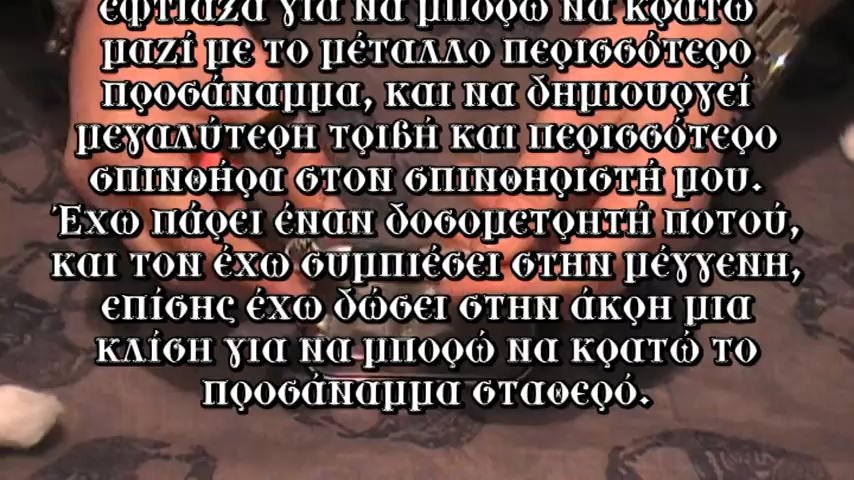 έφτιαζα για να μπορώ να κρατώ
μαζί με το μέταλλο περισσότερο
προσάναμμα, και να δημιουργεί
μεγαλύτερη τριβή και περισσότερο
σπινθήρα στον σπινθηριστή μου.
Έχω πάρει έναν δοσομετρητή ποτού,
και τον έχω συμπιέσει στην μέγγενη,
επίσης έχω δώσει στην άκρη μια
κλίση για να μπορώ να κρατώ το
προσάναμμα σταθερό.